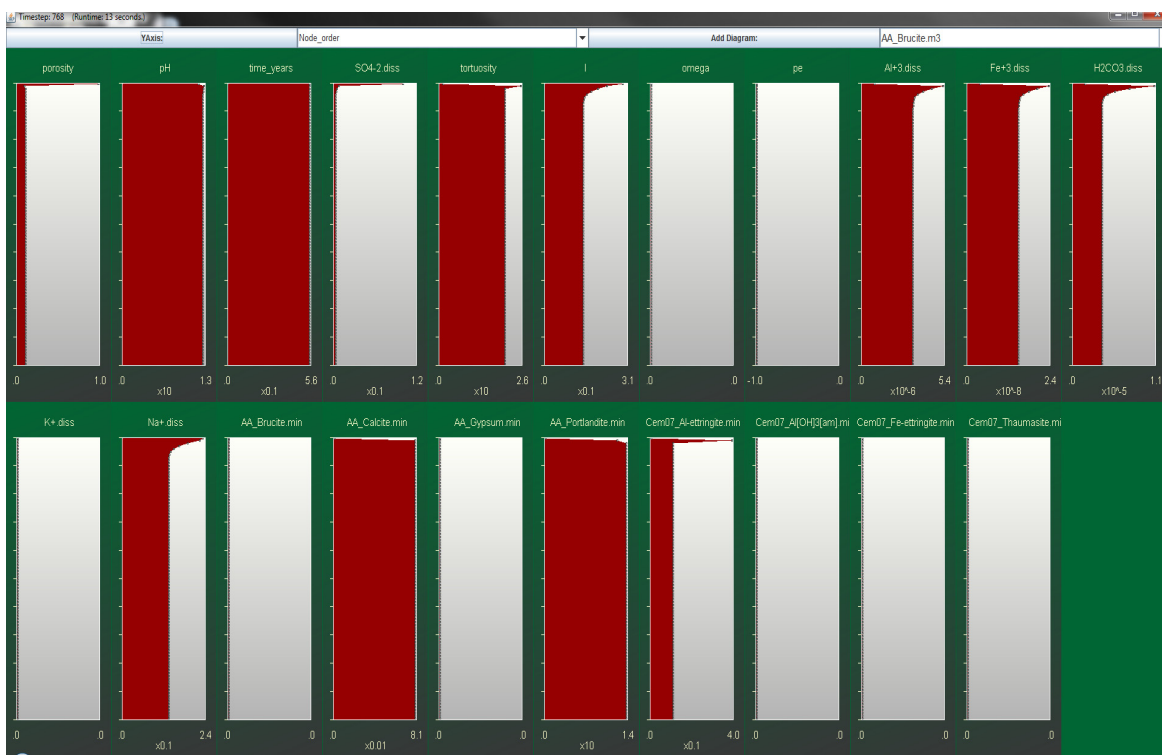 Timestep: 768 (Runtime: 13 seconds.)
YAxis: Node_order Add Diagram: AA_Brucite.m3
porosity pH time_years SO4-2.diss tortuosity I omega pe Al+3.diss Fe+3.diss H2CO3.diss
.0 1.0 .0 1.3 .0 5.6 .0 1.2 .0 2.6 .0 3.1 .0 .0 -1.0 .0 .0 5.4 .0 2.4 .0 1.1
x10 x0.1 x0.1 x10 x0.1 x10^-6 x10^-8 x10^-5
K+.diss Na+.diss AA_Brucite.min AA_Calcite.min AA_Gypsum.min AA_Portlandite.min Cem07_Al-ettringite.min Cem07_Al[OH]3[am].mi Cem07_Fe-ettringite.min Cem07_Thaumasite.mi
.0 .0 .0 2.4 .0 .0 .0 8.1 .0 .0 .0 1.4 .0 4.0 .0 .0 .0 .0 .0 .0
x0.1 x0.01 x10 x0.1